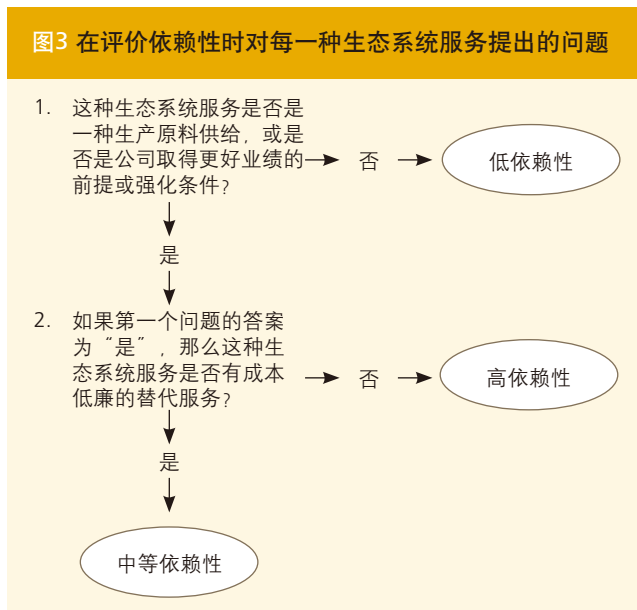 图3 在评价依赖性时对每一种生态系统服务提出的问题
1. 这种生态系统服务是否是
一种生产原料供给，或是
否是公司取得更好业绩的
前提或强化条件？
否
低依赖性
是
2. 如果第一个问题的答案
为“是”，那么这种生
态系统服务是否有成本
低廉的替代服务？
否
高依赖性
是
中等依赖性